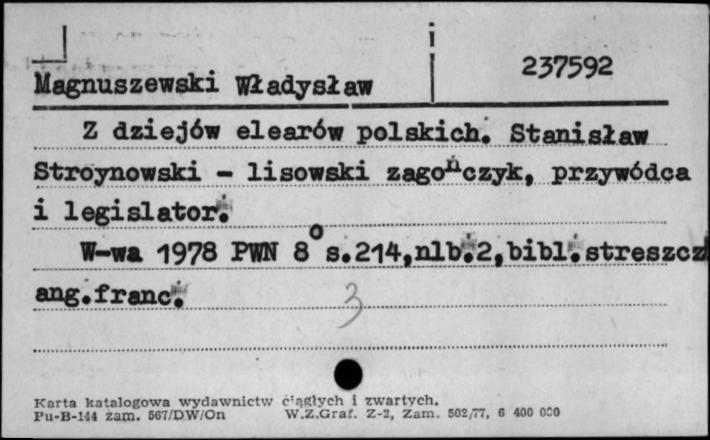 237592
Magnuszewski Władysław
Z dziejów elearów polskich. Stanisław
Stroynowski - lisowski zagończyk, przywódca
i legislator.
W-wa 1978 PWN 8° s.214,nlb.2,bibl.streszcz
ang.franc.
3
Karta katalogowa wydawnictw ciągłych i zwartych.
Pu-B-144 zam. 567/DW/On W.Z.Graf. Z-2, Zam. 502/77, 6 400 000